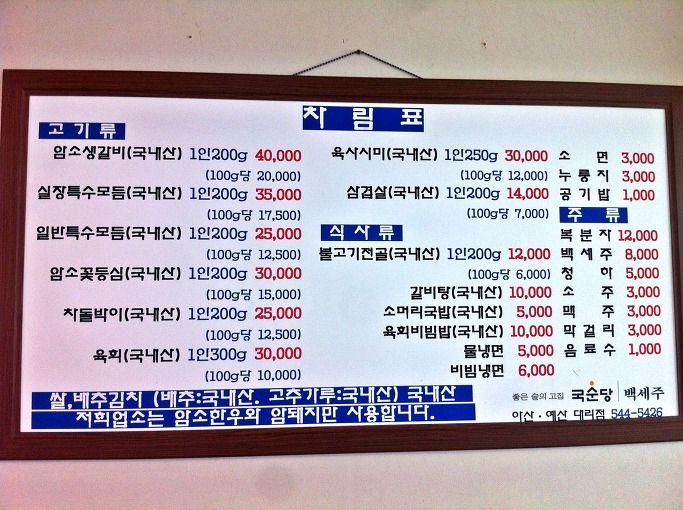 차 림 표
고 기 류
암소생갈비(국내산) 1인200g 40,000
(100g당 20,000)
실장특수모듬(국내산) 1인200g 35,000
(100g당 17,500)
일반특수모듬(국내산) 1인200g 25,000
(100g당 12,500)
암소꽃등심(국내산) 1인200g 30,000
(100g당 15,000)
차돌박이(국내산) 1인200g 25,000
(100g당 12,500)
육회(국내산) 1인300g 30,000
(100g당 10,000)
육사시미(국내산) 1인250g 30,000
(100g당 12,000)
삼겹살(국내산) 1인200g 14,000
(100g당 7,000)
식 사 류
불고기전골(국내산) 1인200g 12,000
(100g당 6,000)
갈비탕(국내산) 10,000
소머리국밥(국내산) 5,000
육회비빔밥(국내산) 10,000
물냉면 5,000
비빔냉면 6,000
소 면 3,000
누룽지 3,000
공기밥 1,000
주 류
복분자 12,000
백세주 8,000
청 하 5,000
소 주 3,000
맥 주 3,000
막걸리 3,000
음료수 1,000
쌀,배추김치 (배추:국내산, 고추가루:국내산) 국내산
저희업소는 암소한우와 암돼지만 사용합니다.
좋은 술의 고집 국순당 백세주
아산 · 예산 대리점 544-5426